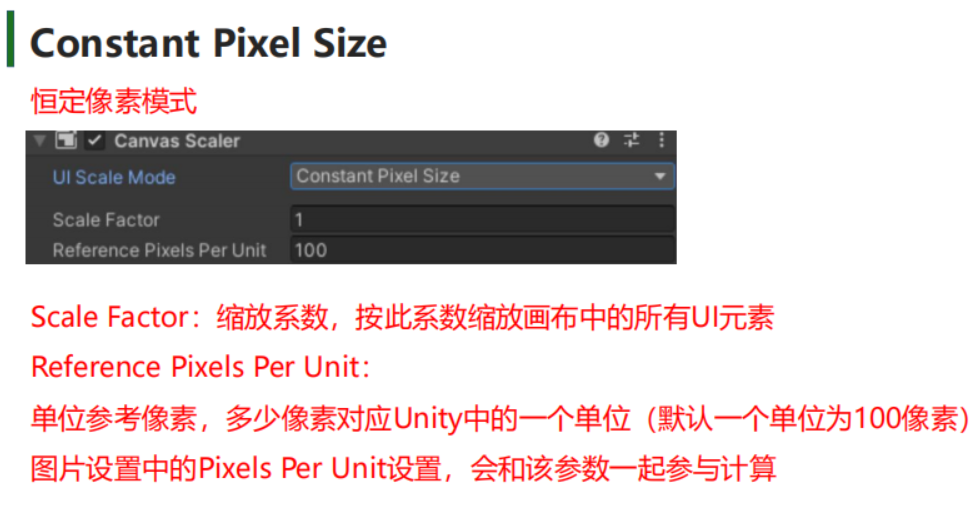 Constant Pixel Size
恒定像素模式
Canvas Scaler
UI Scale Mode Constant Pixel Size
Scale Factor 1
Reference Pixels Per Unit 100
Scale Factor：缩放系数，按此系数缩放画布中的所有UI元素
Reference Pixels Per Unit：
单位参考像素，多少像素对应Unity中的一个单位（默认一个单位为100像素）
图片设置中的Pixels Per Unit设置，会和该参数一起参与计算